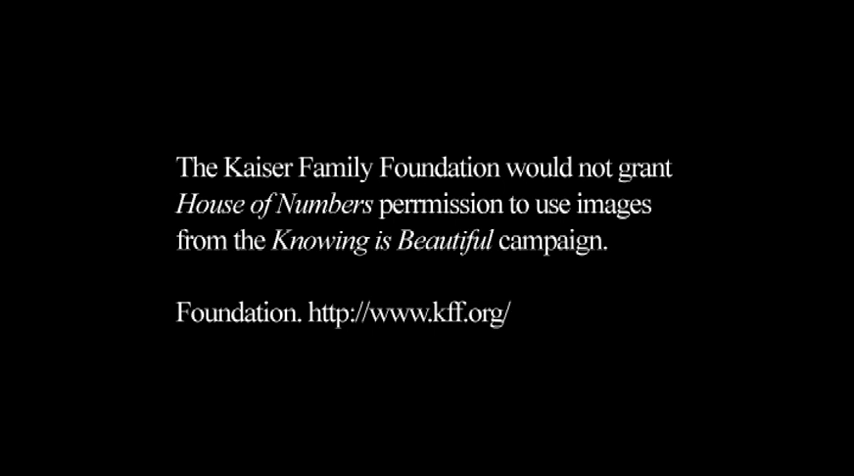 The Kaiser Family Foundation would not grant
House of Numbers perrmission to use images
from the Knowing is Beautiful campaign.
Foundation. http://www.kff.org/